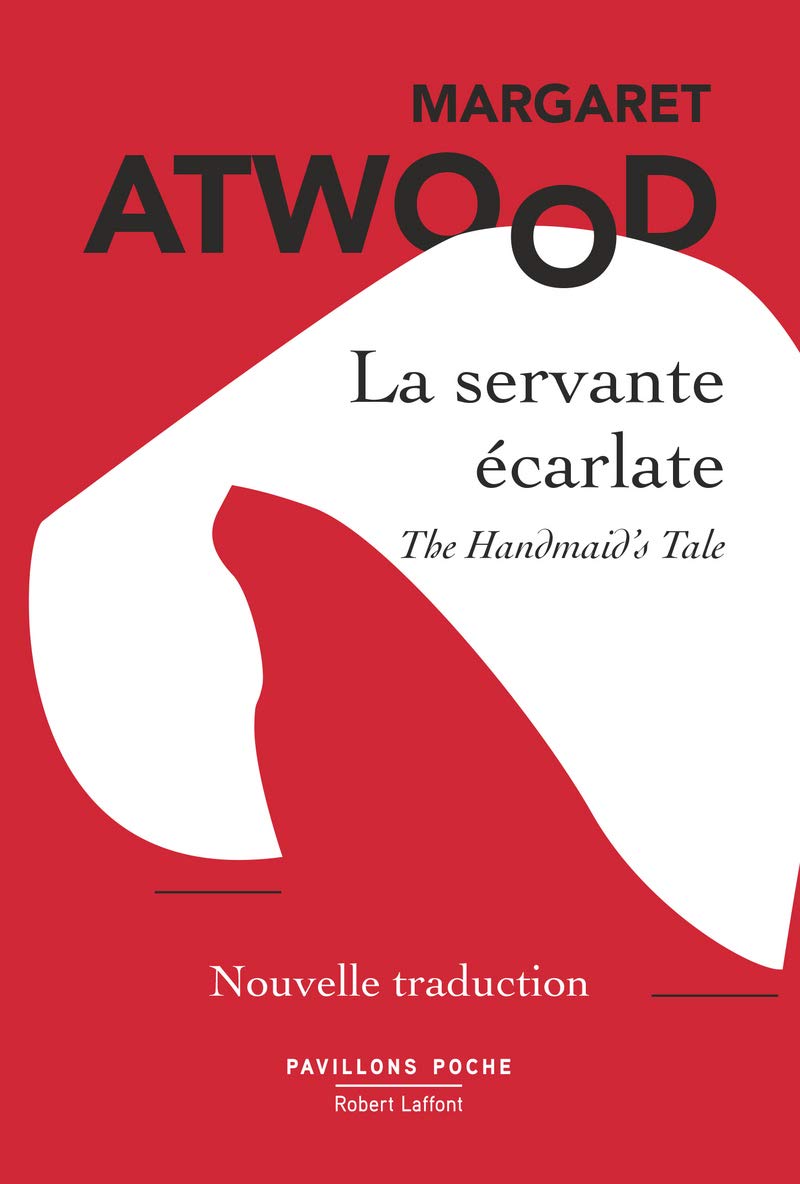 MARGARET
ATWOOD
La servante
écarlate
The Handmaid's Tale
Nouvelle traduction
PAVILLONS POCHE
Robert Laffont